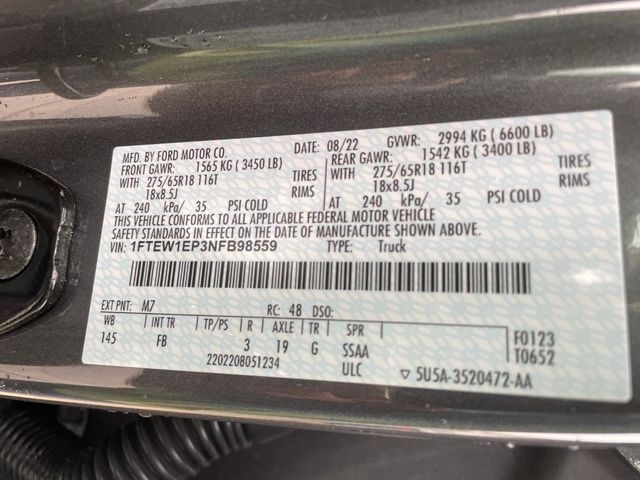 MFD. BY FORD MOTOR CO. DATE: 08/22 GVWR: 2994 KG ( 6600 LB)
FRONT GAWR: 1565 KG ( 3450 LB) REAR GAWR: 1542 KG ( 3400 LB)
WITH 275/65R18 116T TIRES WITH 275/65R18 116T TIRES
18x8.5J RIMS 18x8.5J RIMS
AT 240 kPa/ 35 PSI COLD AT 240 kPa/ 35 PSI COLD
THIS VEHICLE CONFORMS TO ALL APPLICABLE FEDERAL MOTOR VEHICLE
SAFETY STANDARDS IN EFFECT ON THE DATE OF MANUFACTURE SHOWN ABOVE.
VIN: 1FTEW1EP3NFB98559 TYPE: Truck
EXT PNT: M7 RC: 48 DSO:
WB INT TR TP/PS R AXLE TR SPR F0123
145 FB 3 19 G SSAA T0652
2202208051234 ULC ▽ 5U5A-3520472-AA